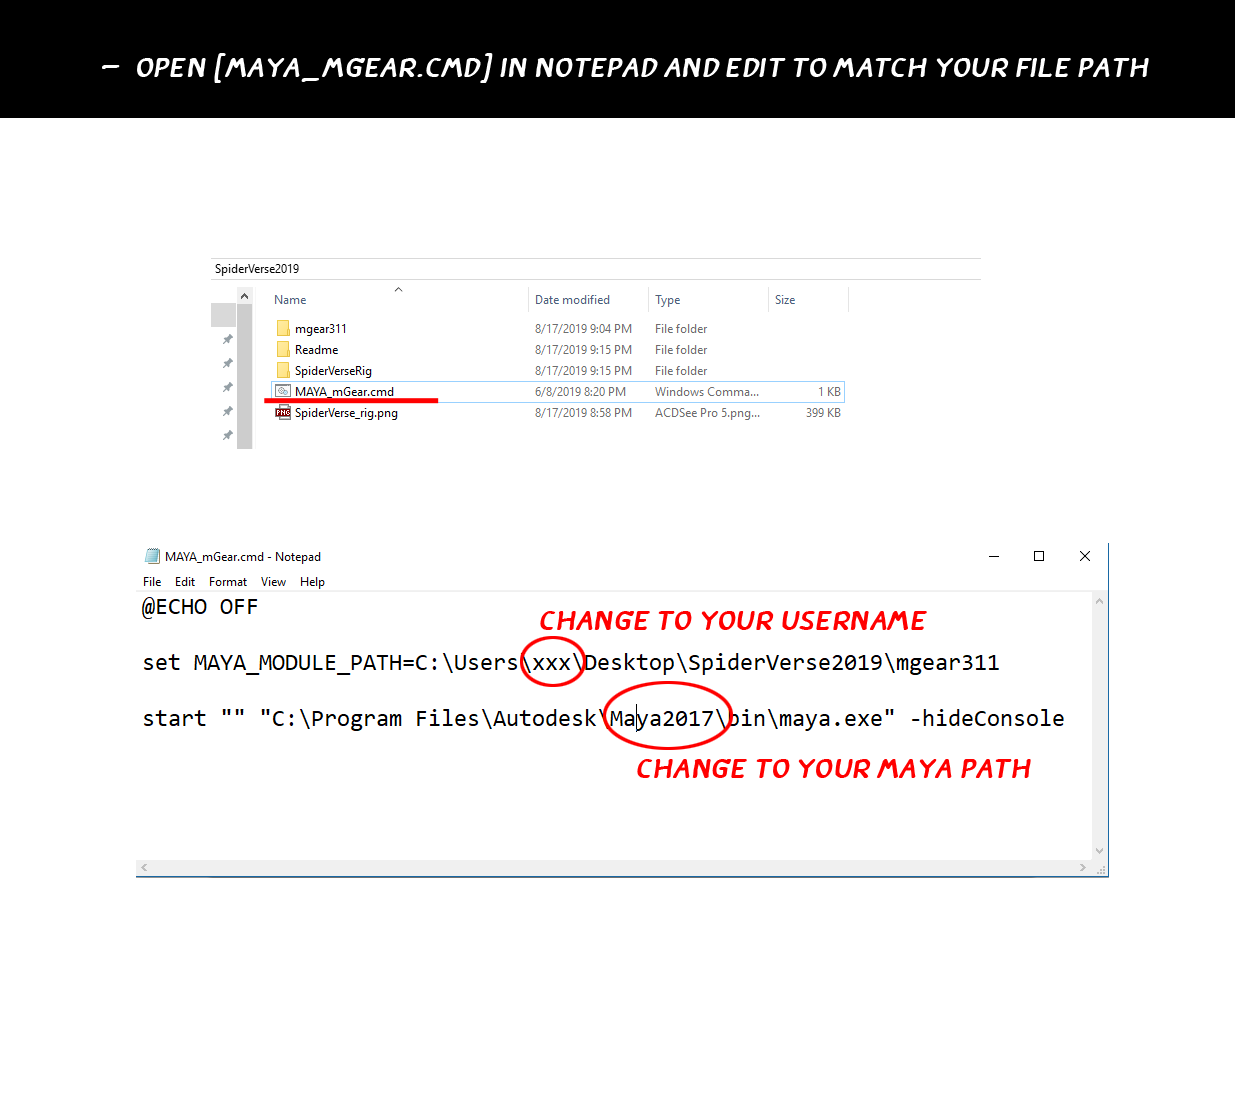 - OPEN [MAYA_MGEAR.CMD] IN NOTEPAD AND EDIT TO MATCH YOUR FILE PATH
SpiderVerse2019
Name Date modified Type Size
mgear311 8/17/2019 9:04 PM File folder
Readme 8/17/2019 9:15 PM File folder
SpiderVerseRig 8/17/2019 9:15 PM File folder
MAYA_mGear.cmd 6/8/2019 8:20 PM Windows Comma... 1 KB
PNG SpiderVerse_rig.png 8/17/2019 8:58 PM ACDSee Pro 5.png... 399 KB
MAYA_mGear.cmd - Notepad
File Edit Format View Help
@ECHO OFF
CHANGE TO YOUR USERNAME
set MAYA_MODULE_PATH=C:\Users\xxx\Desktop\SpiderVerse2019\mgear311
start "" "C:\Program Files\Autodesk\Maya2017\bin\maya.exe" -hideConsole
CHANGE TO YOUR MAYA PATH